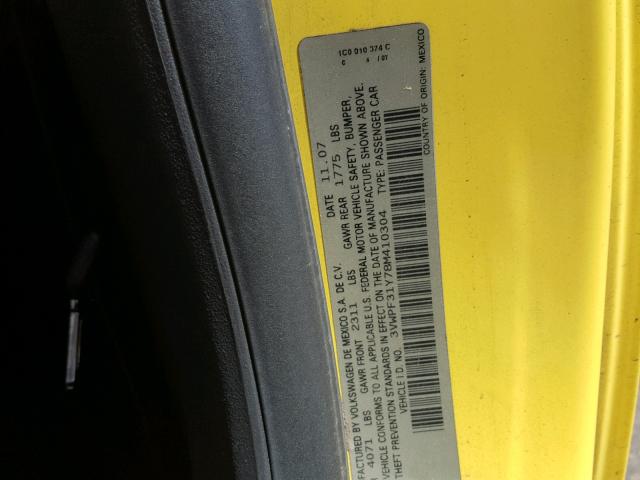 1C0 010 374 C
FACTURED BY VOLKSWAGEN DE MEXICO S.A. DE C.V. DATE 11.07
4071 LBS GAWR FRONT 2311 LBS GAWR REAR 1775 LBS
VEHICLE CONFORMS TO ALL APPLICABLE U.S. FEDERAL MOTOR VEHICLE SAFETY, BUMPER,
THEFT PREVENTION STANDARDS IN EFFECT ON THE DATE OF MANUFACTURE SHOWN ABOVE.
VEHICLE I.D. NO. 3VWPF31Y78M410304 TYPE: PASSENGER CAR
COUNTRY OF ORIGIN: MEXICO